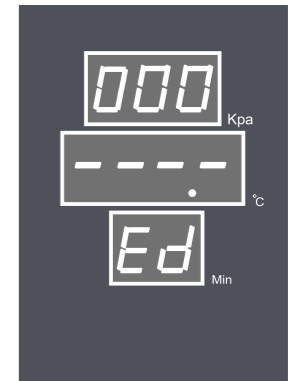 000
Kpa
----
℃
Ed
Min